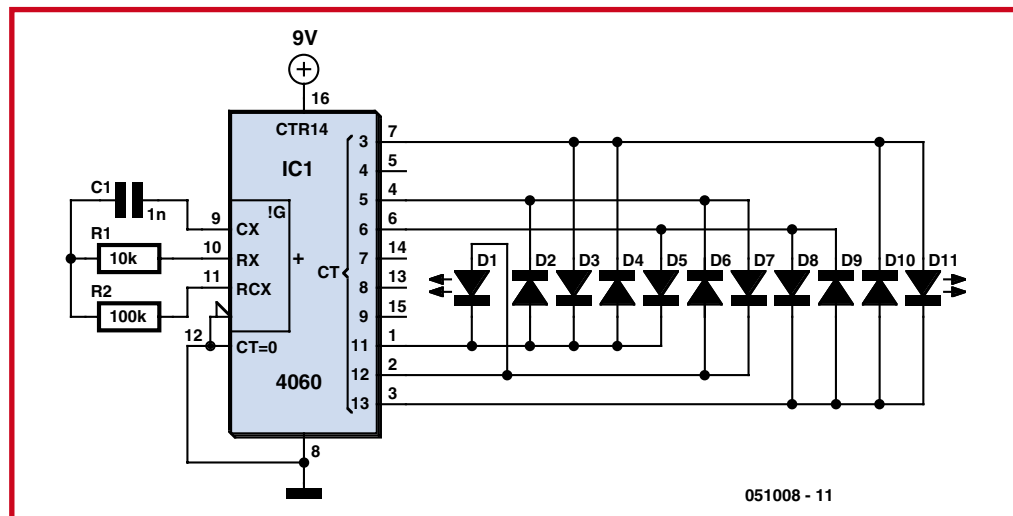 9V
16
CTR14
IC1
C1
1n
R1
10k
R2
100k
9
10
11
12
!G
CX
RX
RCX
+
CT=0
4060
CT
3
4
5
6
7
8
9
11
12
13
7
5
4
6
14
13
15
1
2
3
8
D1 D2 D3 D4 D5 D6 D7 D8 D9 D10 D11
051008 - 11